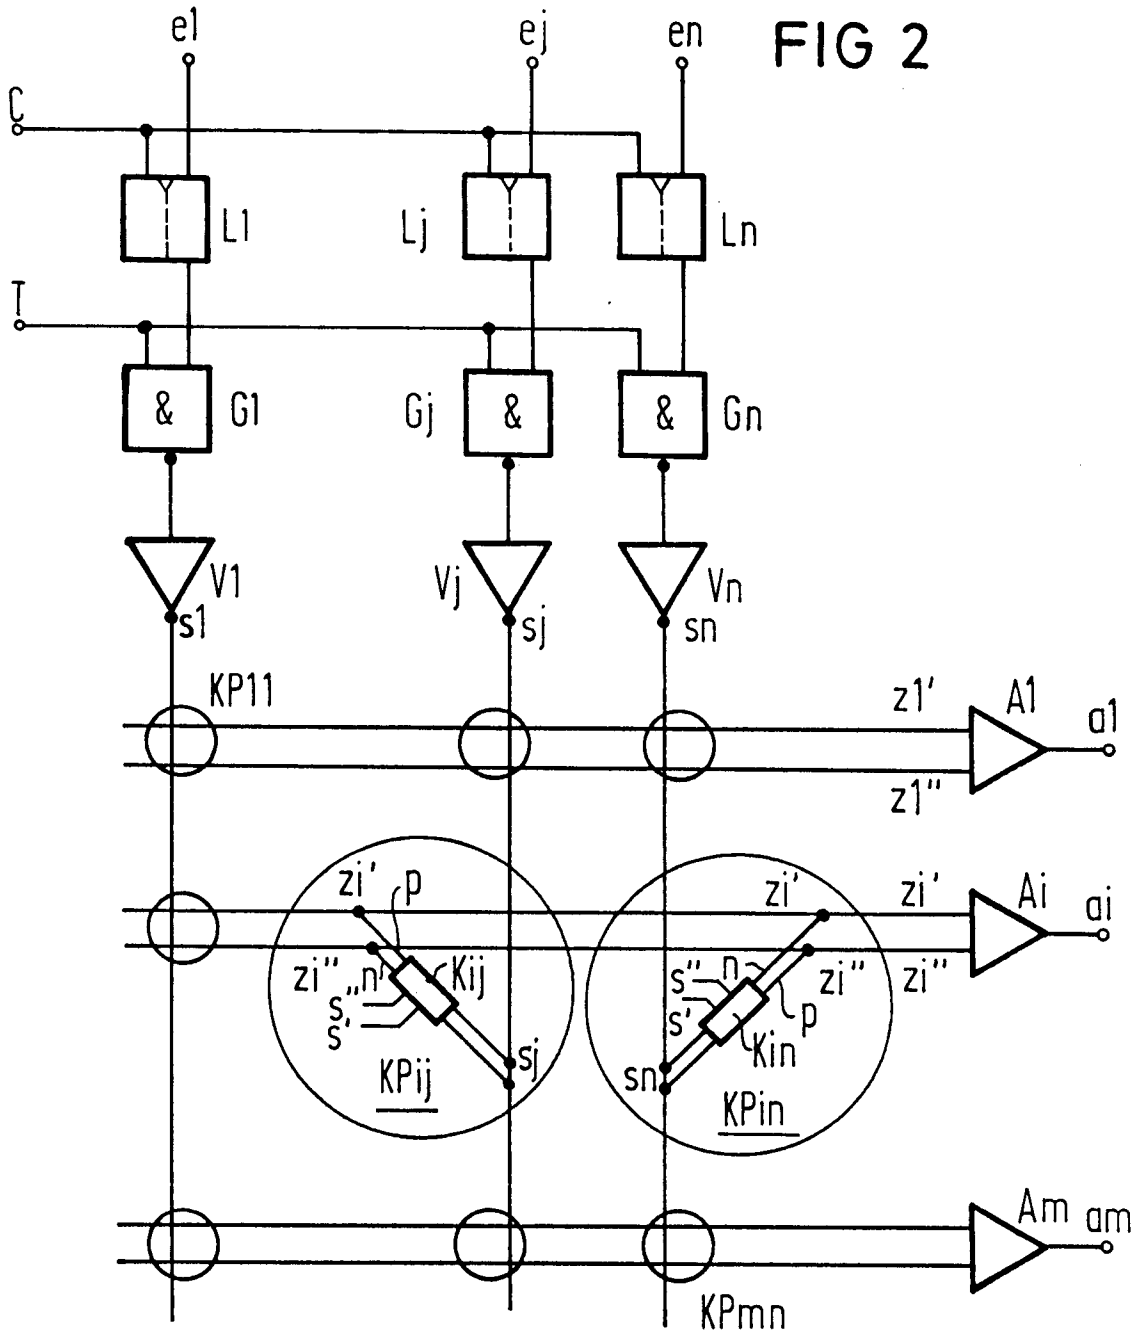 e1 ej en FIG 2
C
L1 Lj Ln
T
& G1 Gj & & Gn
V1 Vj Vn
s1 sj sn
KP11 z1' A1 a1
z1"
zi' p zi' zi' Ai ai
zi" n Kij s" n zi" zi"
s" s' p
s' sj Kin
KPij sn KPin
Am am
KPmn